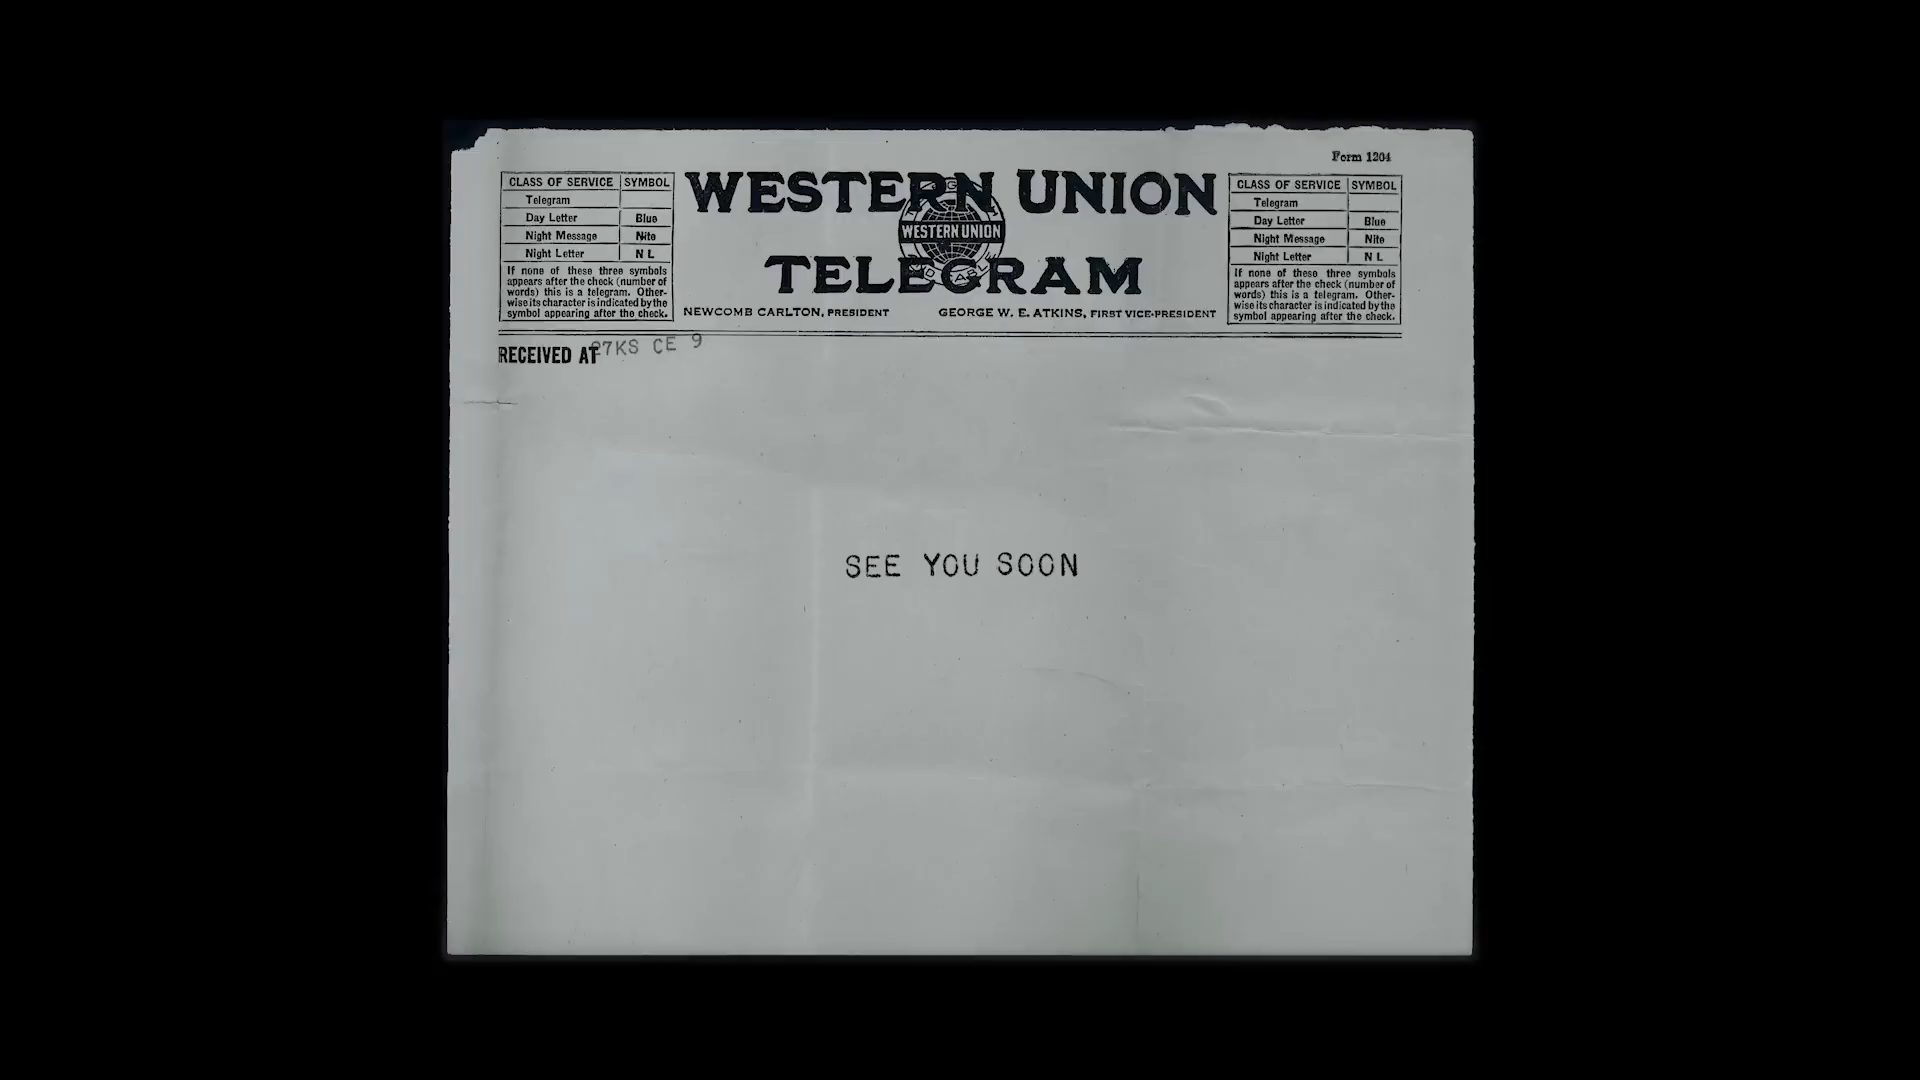 Form 1204
CLASS OF SERVICE SYMBOL
Telegram
Day Letter Blue
Night Message Nite
Night Letter N L
If none of these three symbols
appears after the check (number of
words) this is a telegram. Other-
wise its character is indicated by the
symbol appearing after the check.
WESTERN UNION
WESTERN UNION
TELEGRAM
NEWCOMB CARLTON, PRESIDENT GEORGE W. E. ATKINS, FIRST VICE-PRESIDENT
CLASS OF SERVICE SYMBOL
Telegram
Day Letter Blue
Night Message Nite
Night Letter N L
If none of these three symbols
appears after the check (number of
words) this is a telegram. Other-
wise its character is indicated by the
symbol appearing after the check.
RECEIVED AT CE 9
SEE YOU SOON